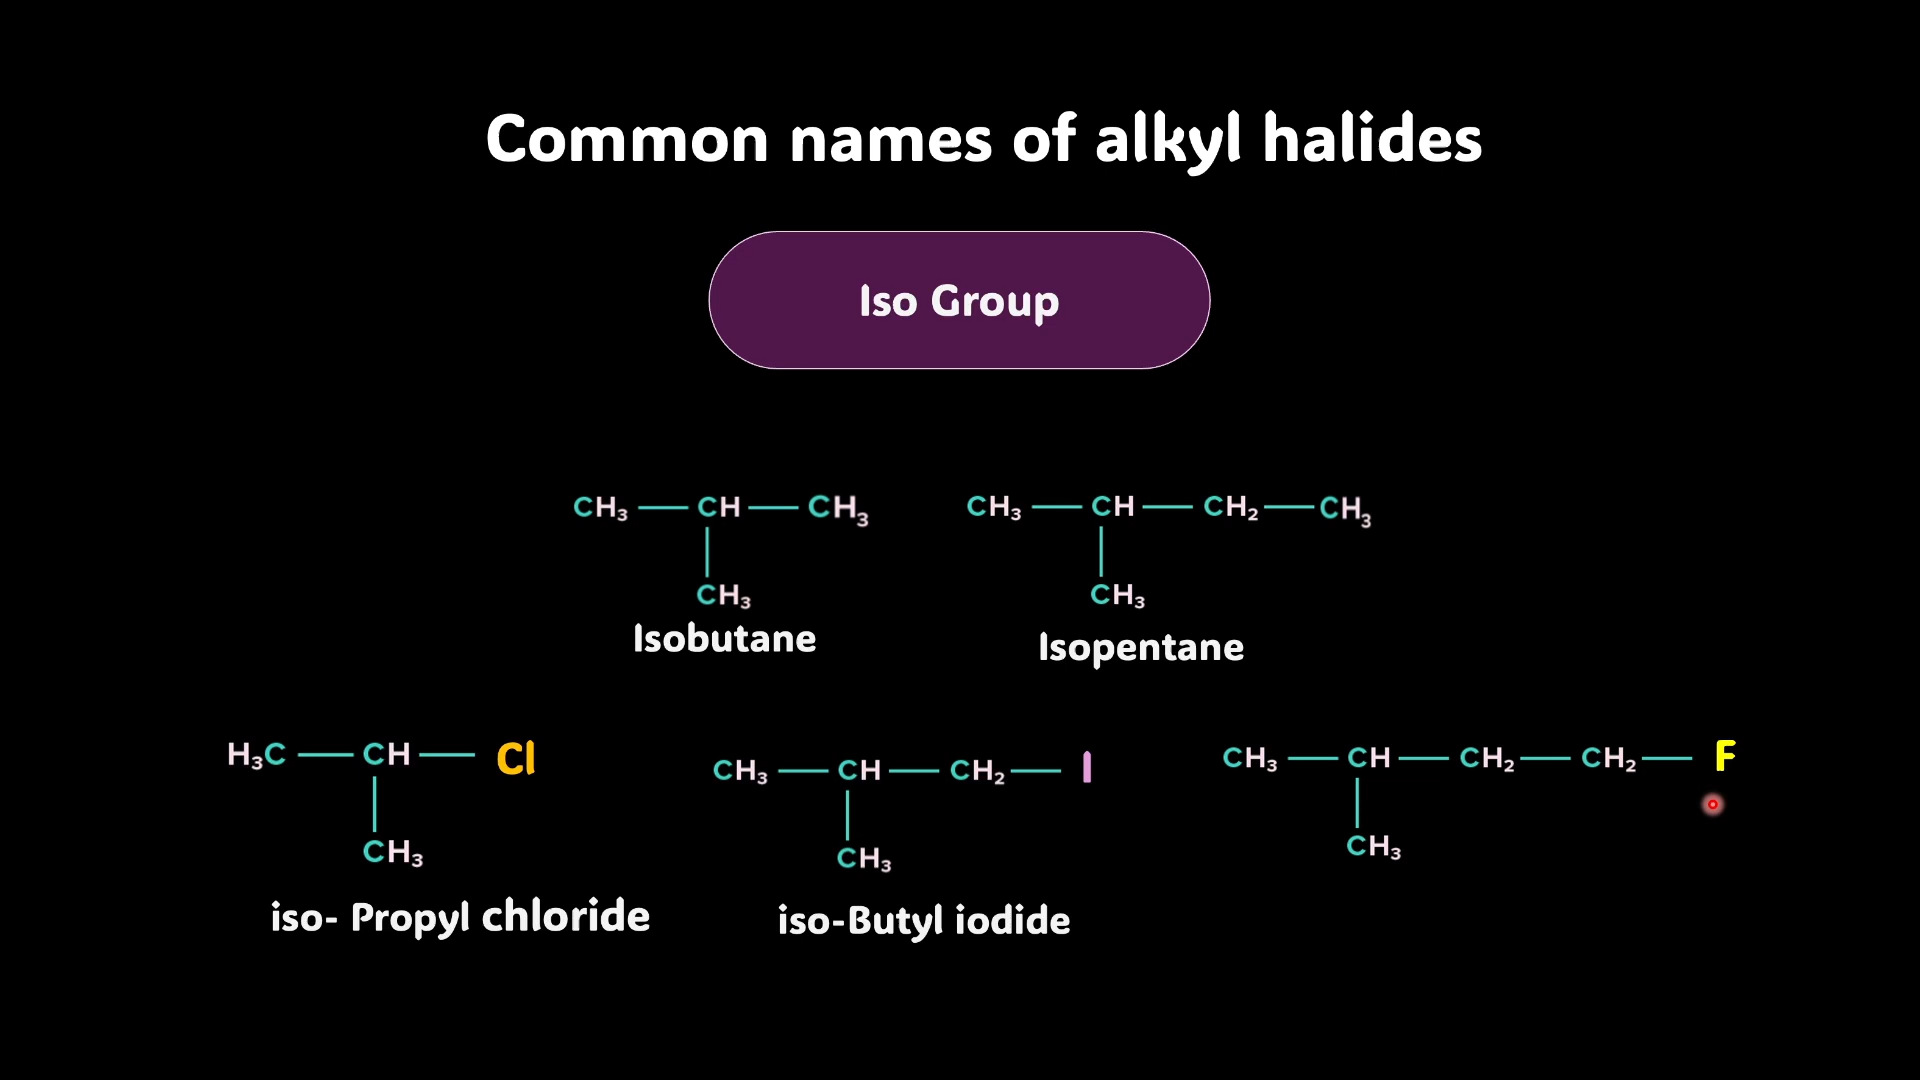 Common names of alkyl halides
Iso Group
CH₃ — CH — CH₃
CH₃
Isobutane
CH₃ — CH — CH₂ — CH₃
CH₃
Isopentane
H₃C — CH — Cl
CH₃
iso- Propyl chloride
CH₃ — CH — CH₂ — I
CH₃
iso-Butyl iodide
CH₃ — CH — CH₂ — CH₂ — F
CH₃